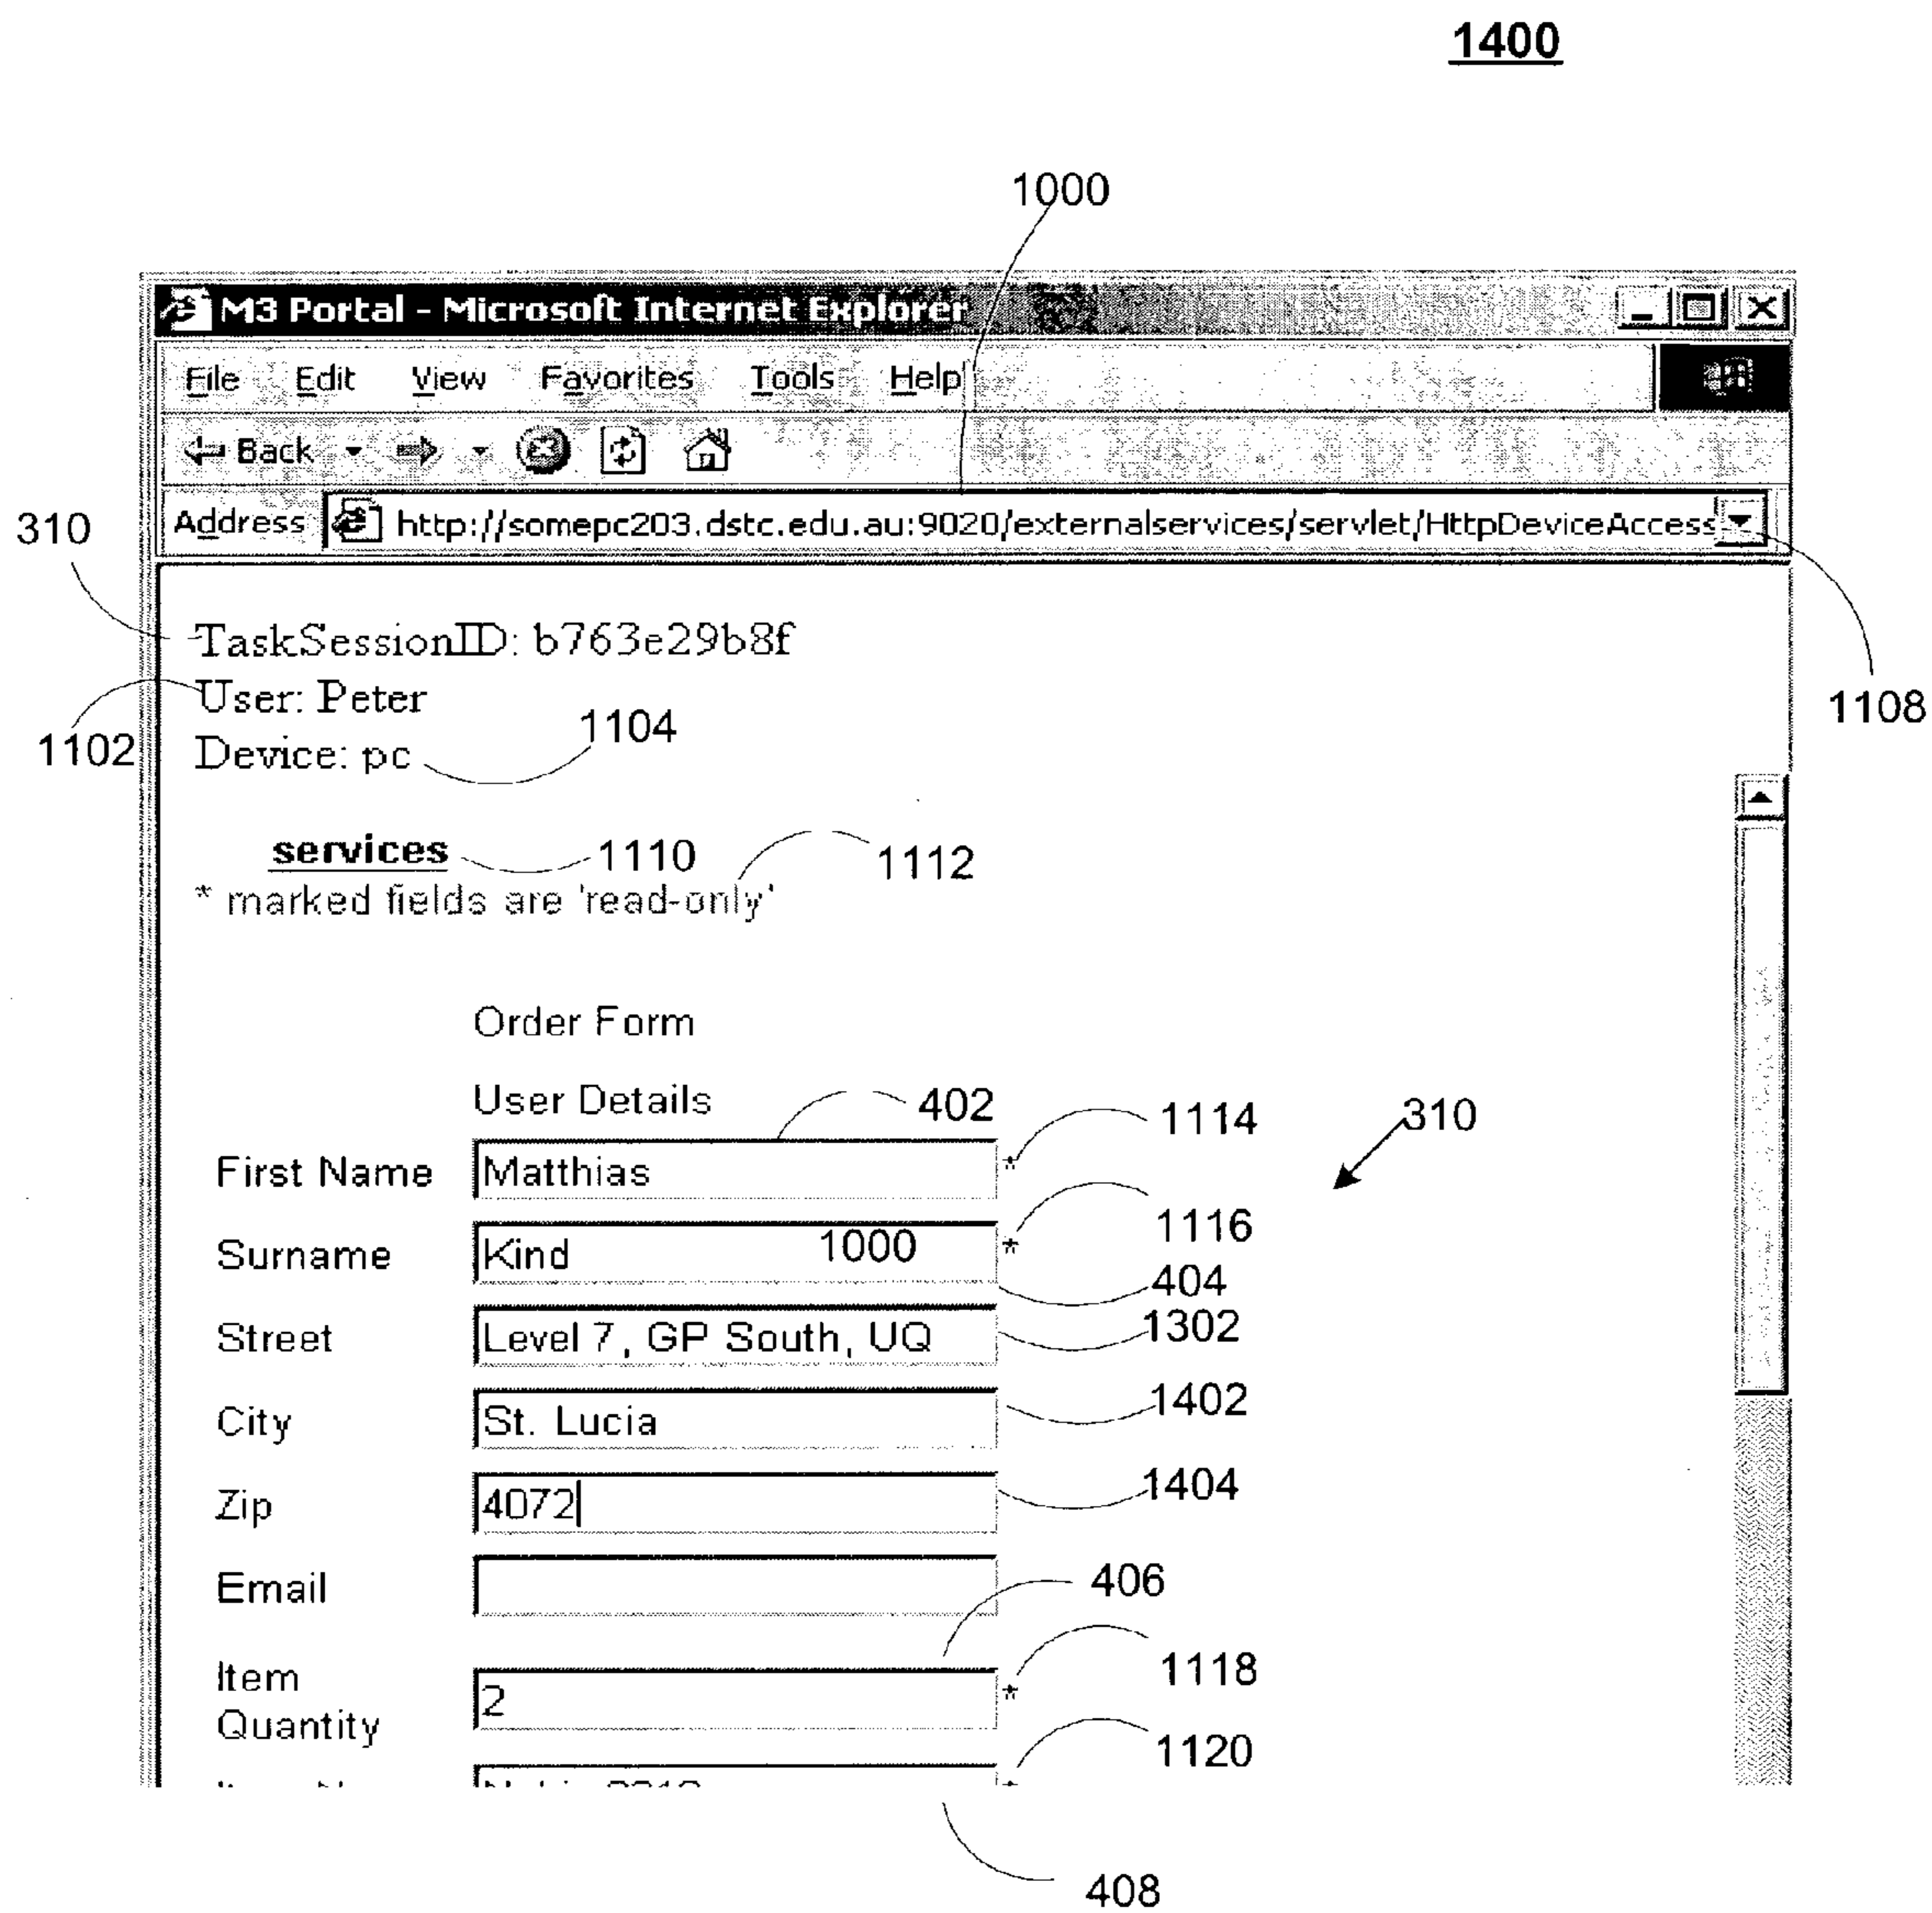 1400
1000
M3 Portal - Microsoft Internet Explorer
File Edit View Favorites Tools Help
Back
Address http://somepc203.dstc.edu.au:9020/externalservices/servlet/HttpDeviceAccess
310
TaskSessionID: b763e29b8f
1108
User: Peter
1102
1104
Device: pc
services 1110 1112
* marked fields are 'read-only'
Order Form
User Details 402 1114 310
First Name Matthias *
1116
Surname Kind 1000 *
404
Street Level 7, GP South, UQ 1302
City St. Lucia 1402
Zip 4072 1404
Email 406
Item Quantity 2 * 1118
1120
408